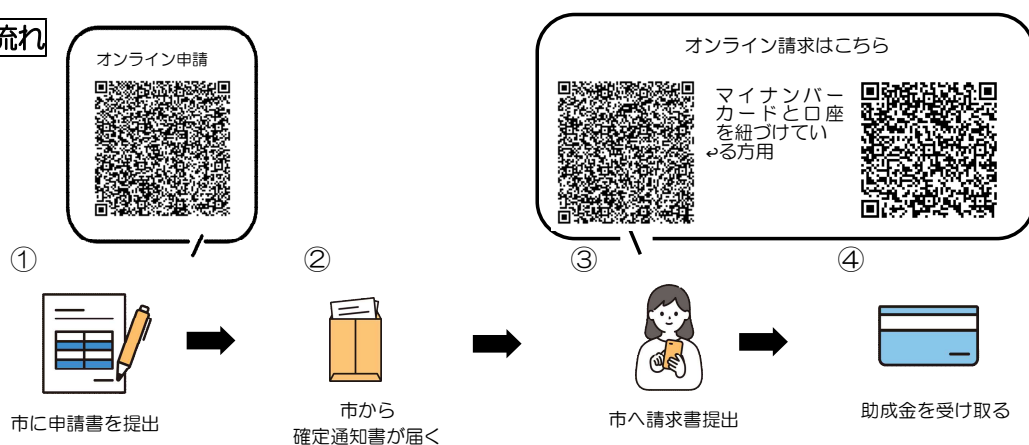 流れ
オンライン申請
オンライン請求はこちら
マイナンバー
カードと口座
を紐づけてい
る方用
①
②
③
④
市に申請書を提出
市から
確定通知書が届く
市へ請求書提出
助成金を受け取る